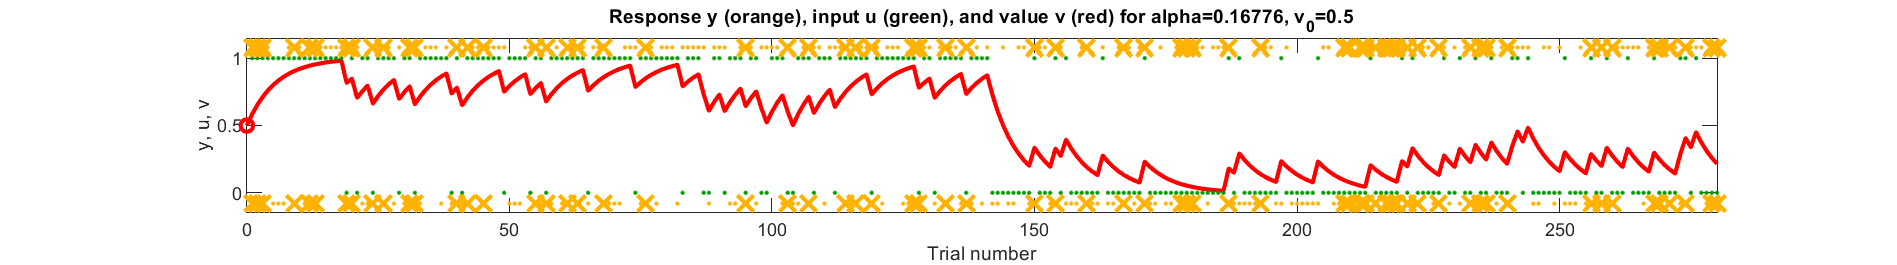 Response y (orange), input u (green), and value v (red) for alpha=0.16776, v₀=0.5
y, u, v
1
0.5
0
0 50 100 150 200 250
Trial number